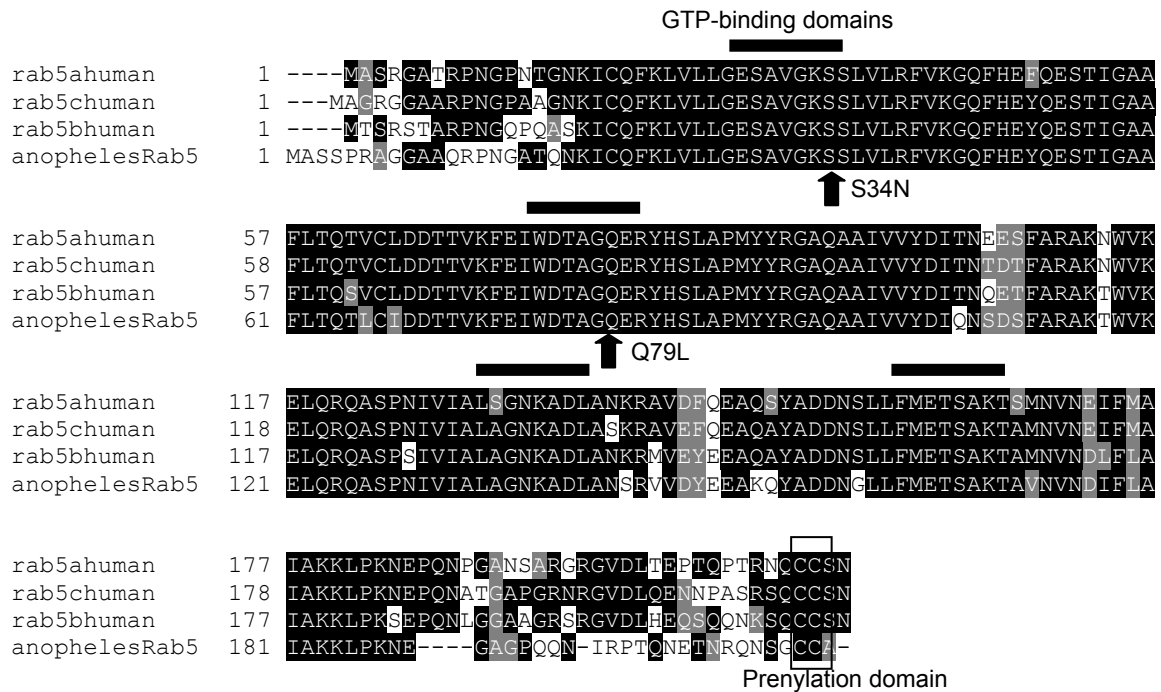 GTP-binding domains
rab5ahuman 1 ----MASRGATRPNGPNTGNKICQFKLVLLGESAVGKSSLVLRFVKGQFHEFQESTIGAA
rab5chuman 1 ---MAGRGGAARPNGPAAGNKICQFKLVLLGESAVGKSSLVLRFVKGQFHEYQESTIGAA
rab5bhuman 1 ----MTSRSTARPNGQPQASKICQFKLVLLGESAVGKSSLVLRFVKGQFHEYQESTIGAA
anophelesRab5 1 MASSPRAGGAAQRPNGATQNKICQFKLVLLGESAVGKSSLVLRFVKGQFHEYQESTIGAA
S34N
rab5ahuman 57 FLTQTVCLDDTTVKFEIWDTAGQERYHSLAPMYYRGAQAAIVVYDITNEESFARAKNWVK
rab5chuman 58 FLTQTVCLDDTTVKFEIWDTAGQERYHSLAPMYYRGAQAAIVVYDITNTDTFARAKNWVK
rab5bhuman 57 FLTQSVCLDDTTVKFEIWDTAGQERYHSLAPMYYRGAQAAIVVYDITNQETFARAKTWVK
anophelesRab5 61 FLTQTLCIDDTTVKFEIWDTAGQERYHSLAPMYYRGAQAAIVVYDIQNSDSFARAKTWVK
Q79L
rab5ahuman 117 ELQRQASPNIVIALSGNKADLANKRAVDFQEAQSYADDNSLLFMETSAKTSMNVNEIFMA
rab5chuman 118 ELQRQASPNIVIALAGNKADLASKRAVEFQEAQAYADDNSLLFMETSAKTAMNVNEIFMA
rab5bhuman 117 ELQRQASPSIVIALAGNKADLANKRMVEYEEAQAYADDNSLLFMETSAKTAMNVNDLFLA
anophelesRab5 121 ELQRQASPNIVIALAGNKADLANSRVVDYEEAKQYADDNGLLFMETSAKTAVNVNDIFLA
rab5ahuman 177 IAKKLPKNEPQNPGANSARGRGVDLTEPTQPTRNQCCSN
rab5chuman 178 IAKKLPKNEPQNATGAPGRNRGVDLQENNPASRSQCCSN
rab5bhuman 177 IAKKLPKSEPQNLGGAAGRSRGVDLHEQSQQNKSQCCSN
anophelesRab5 181 IAKKLPKNE----GAGPQQN-IRPTQNETNRQNSGCCA-
Prenylation domain